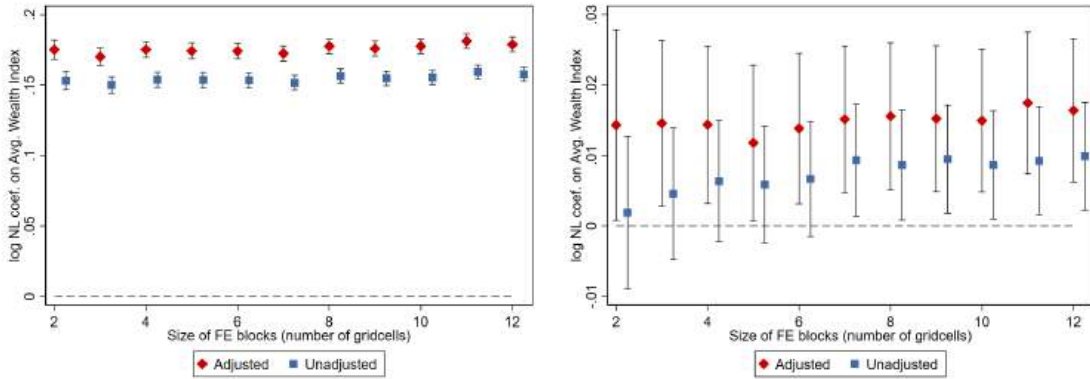 log NL coef. on Avg. Wealth Index
.2
.15
.1
.05
0
2 4 6 8 10 12
Size of FE blocks (number of gridcells)
Adjusted Unadjusted
log NL coef. on Avg. Wealth Index
.03
.02
.01
0
-.01
2 4 6 8 10 12
Size of FE blocks (number of gridcells)
Adjusted Unadjusted